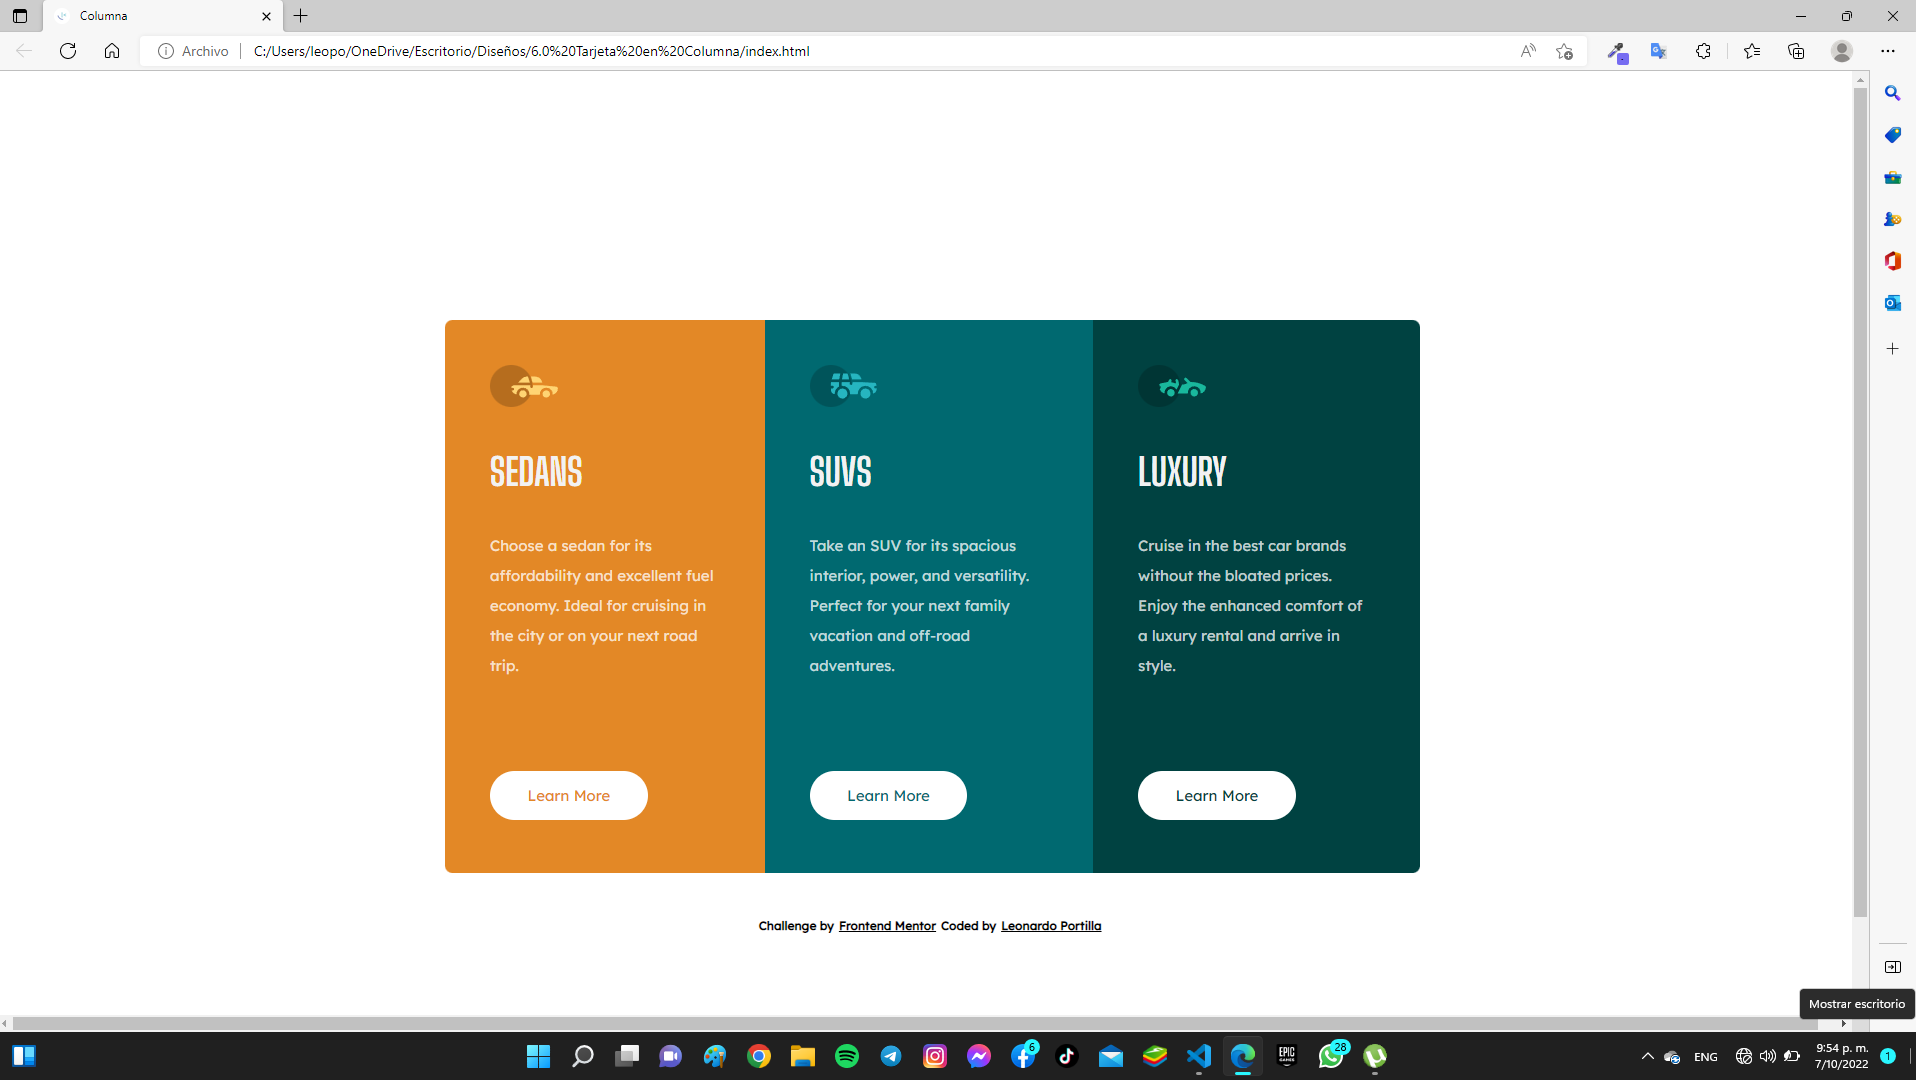 Columna
Archivo
C:/Users/leopo/OneDrive/Escritorio/Diseños/6.0%20Tarjeta%20en%20Columna/index.html
SEDANS
Choose a sedan for its
affordability and excellent fuel
economy. Ideal for cruising in
the city or on your next road
trip.
Learn More
SUVS
Take an SUV for its spacious
interior, power, and versatility.
Perfect for your next family
vacation and off-road
adventures.
Learn More
LUXURY
Cruise in the best car brands
without the bloated prices.
Enjoy the enhanced comfort of
a luxury rental and arrive in
style.
Learn More
Challenge by Frontend Mentor Coded by Leonardo Portilla
Mostrar escritorio
6
EPIC
GAMES
28
ENG
9:54 p. m.
7/10/2022
1